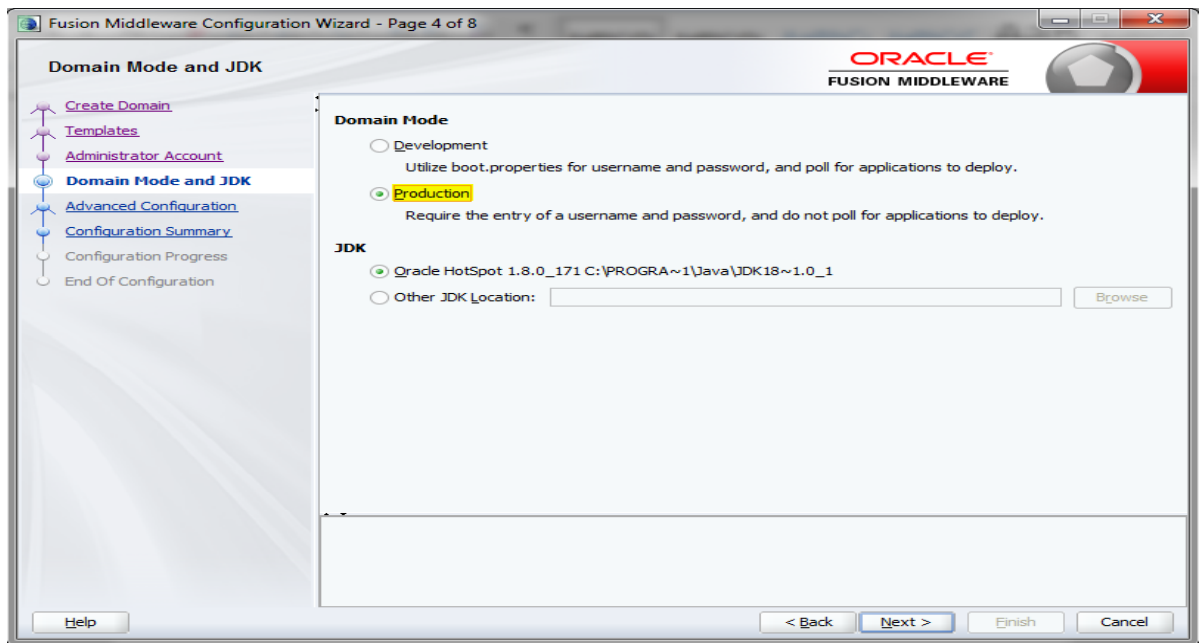 Fusion Middleware Configuration Wizard - Page 4 of 8
Domain Mode and JDK
ORACLE
FUSION MIDDLEWARE
Create Domain
Templates
Administrator Account
Domain Mode and JDK
Advanced Configuration
Configuration Summary
Configuration Progress
End Of Configuration
Domain Mode
Development
Utilize boot.properties for username and password, and poll for applications to deploy.
Production
Require the entry of a username and password, and do not poll for applications to deploy.
JDK
Oracle HotSpot 1.8.0_171 C:\PROGRA~1\Java\JDK18~1.0_1
Other JDK Location:
Browse
Help
< Back
Next >
Finish
Cancel